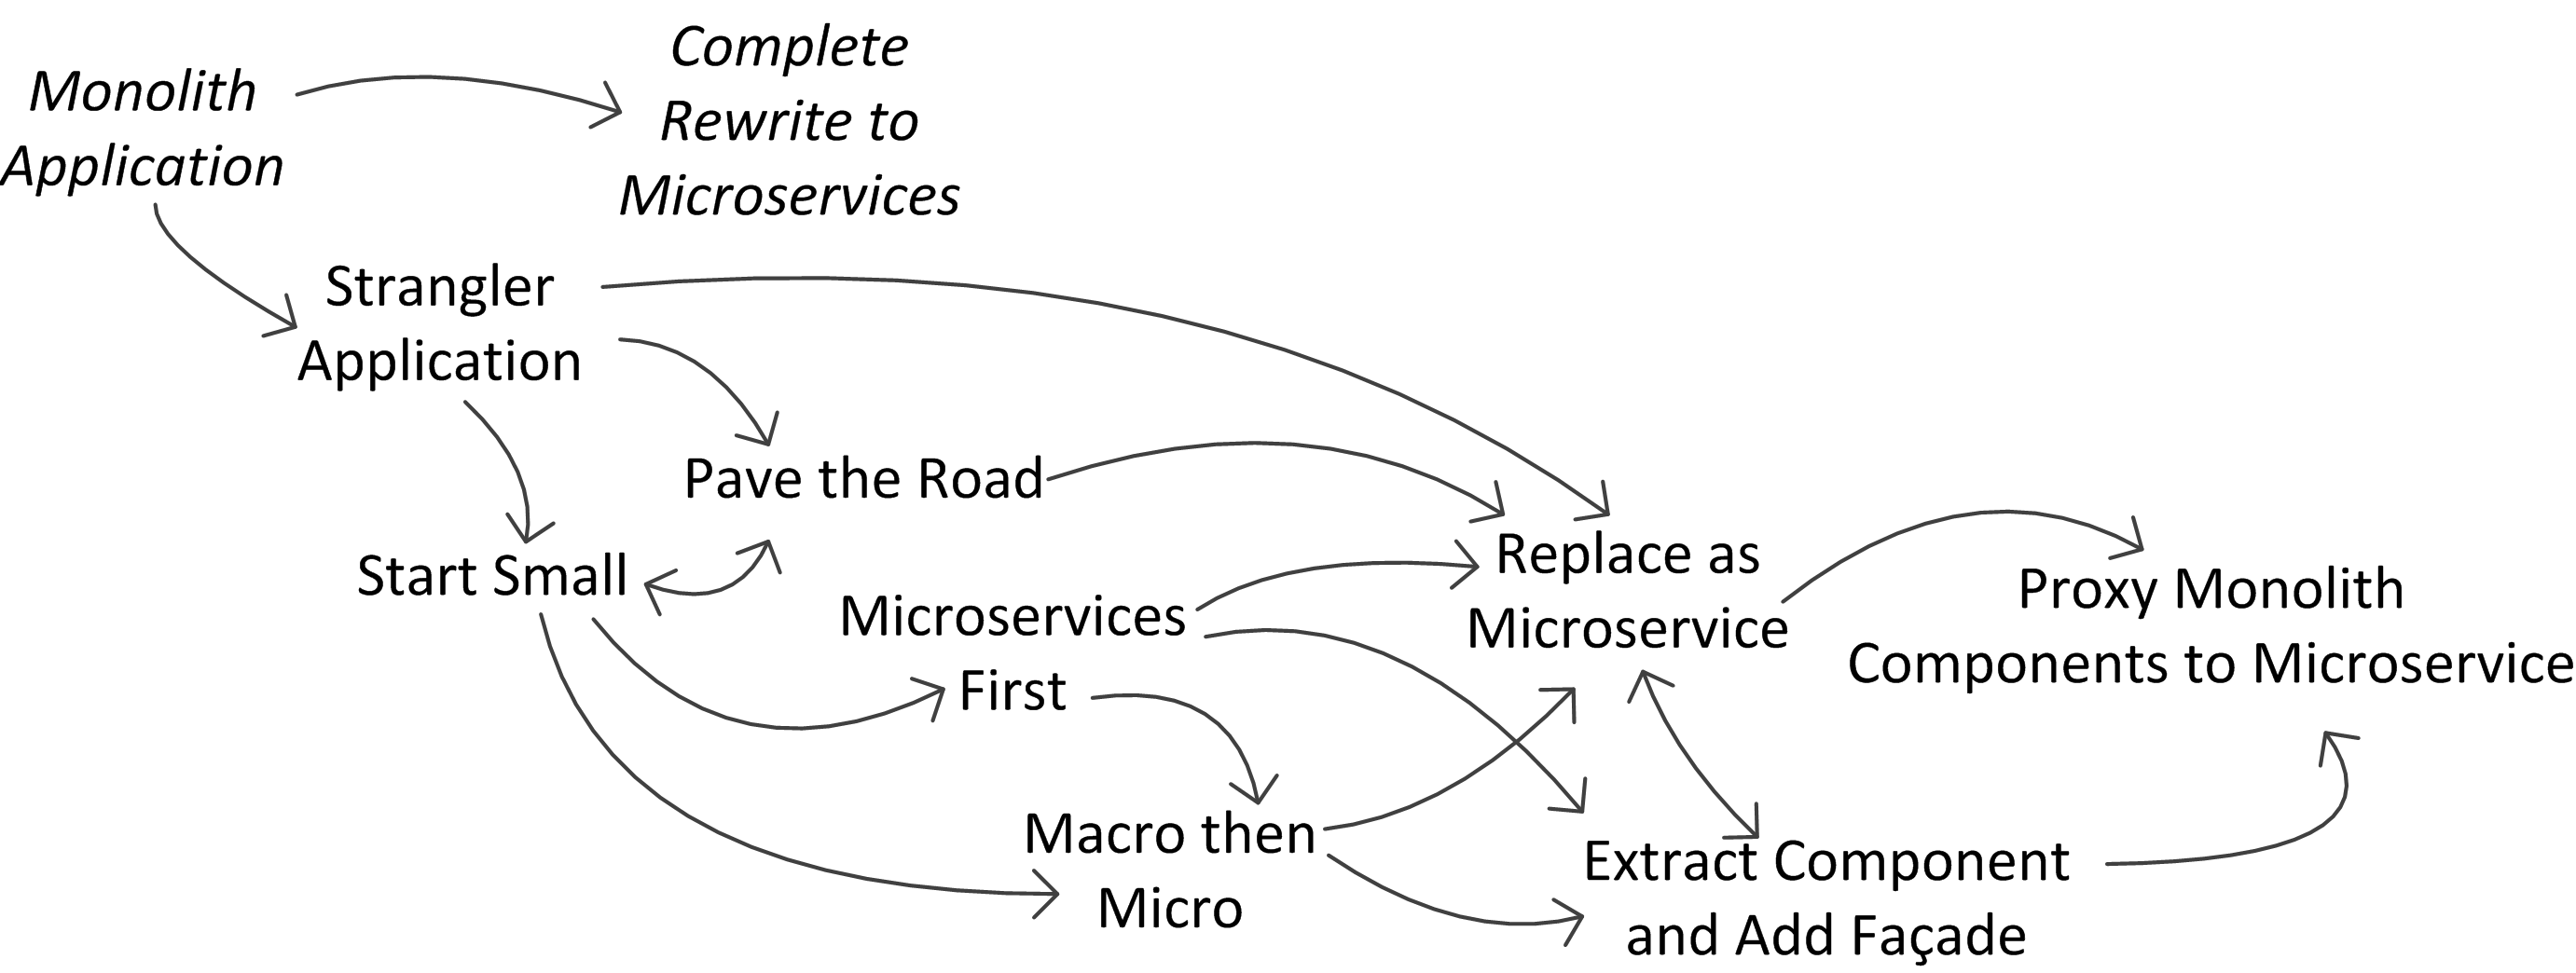 Monolith
Application
Complete
Rewrite to
Microservices
Strangler
Application
Pave the Road
Start Small
Microservices
First
Replace as
Microservice
Proxy Monolith
Components to Microservice
Macro then
Micro
Extract Component
and Add Façade